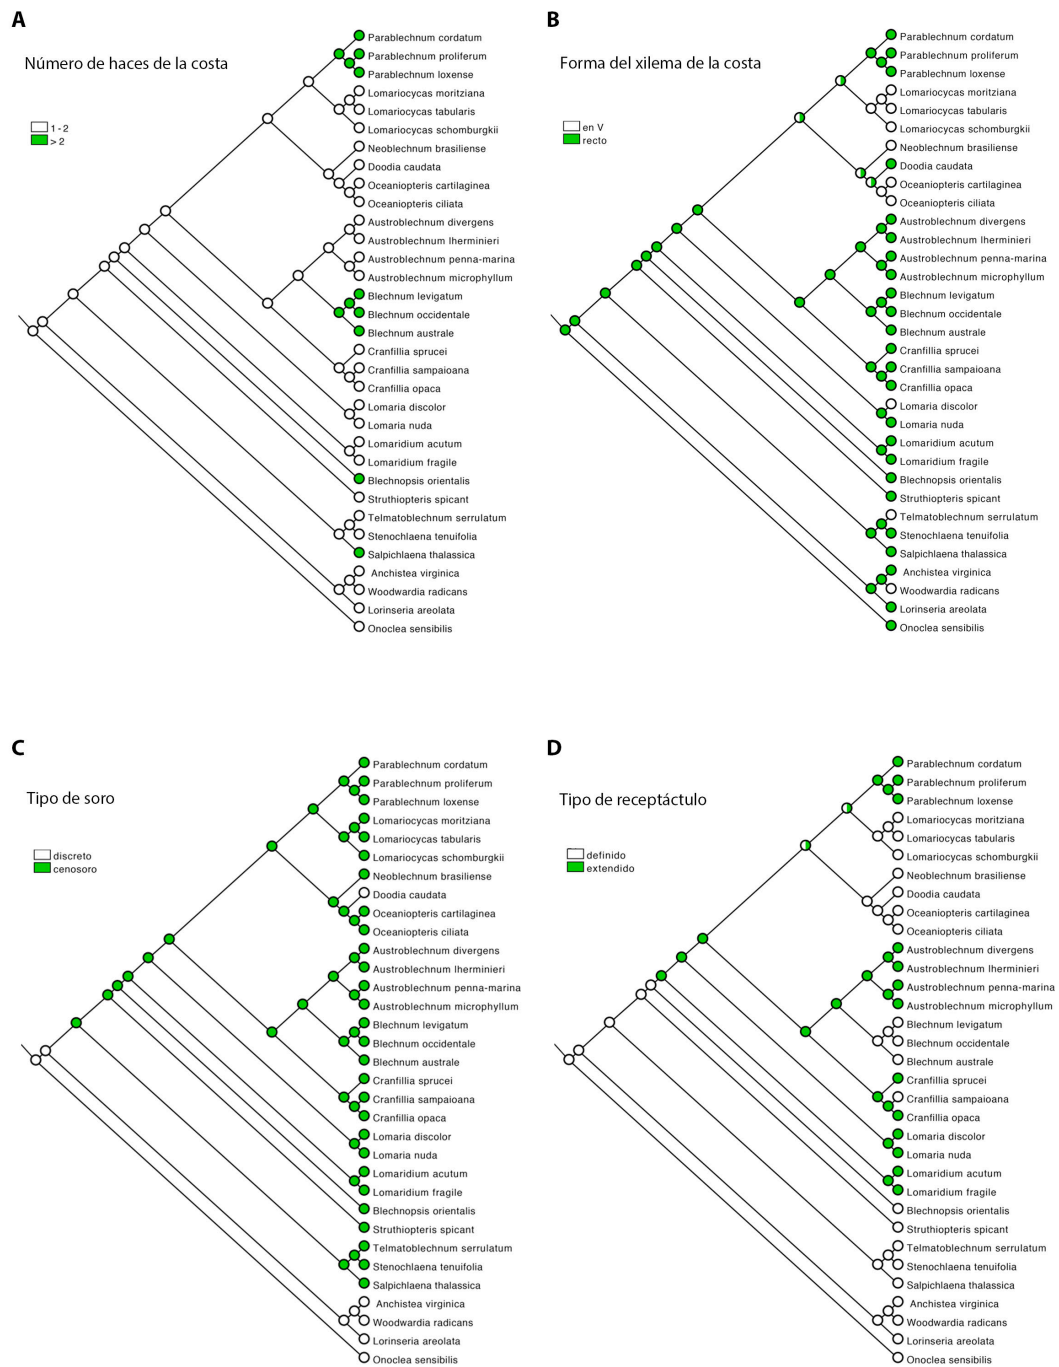 A
Número de haces de la costa
1 - 2
> 2
Parablechnum cordatum
Parablechnum proliferum
Parablechnum loxense
Lomariocycas moritziana
Lomariocycas tabularis
Lomariocycas schomburgkii
Neoblechnum brasiliense
Doodia caudata
Oceaniopteris cartilaginea
Oceaniopteris ciliata
Austroblechnum divergens
Austroblechnum lherminieri
Austroblechnum penna-marina
Austroblechnum microphyllum
Blechnum levigatum
Blechnum occidentale
Blechnum australe
Cranfillia sprucei
Cranfillia sampaioana
Cranfillia opaca
Lomaria discolor
Lomaria nuda
Lomaridium acutum
Lomaridium fragile
Blechnopsis orientalis
Struthiopteris spicant
Telmatoblechnum serrulatum
Stenochlaena tenuifolia
Salpichlaena thalassica
Anchistea virginica
Woodwardia radicans
Lorinseria areolata
Onoclea sensibilis
B
Forma del xilema de la costa
en V
recto
Parablechnum cordatum
Parablechnum proliferum
Parablechnum loxense
Lomariocycas moritziana
Lomariocycas tabularis
Lomariocycas schomburgkii
Neoblechnum brasiliense
Doodia caudata
Oceaniopteris cartilaginea
Oceaniopteris ciliata
Austroblechnum divergens
Austroblechnum lherminieri
Austroblechnum penna-marina
Austroblechnum microphyllum
Blechnum levigatum
Blechnum occidentale
Blechnum australe
Cranfillia sprucei
Cranfillia sampaioana
Cranfillia opaca
Lomaria discolor
Lomaria nuda
Lomaridium acutum
Lomaridium fragile
Blechnopsis orientalis
Struthiopteris spicant
Telmatoblechnum serrulatum
Stenochlaena tenuifolia
Salpichlaena thalassica
Anchistea virginica
Woodwardia radicans
Lorinseria areolata
Onoclea sensibilis
C
Tipo de soro
discreto
cenosoro
Parablechnum cordatum
Parablechnum proliferum
Parablechnum loxense
Lomariocycas moritziana
Lomariocycas tabularis
Lomariocycas schomburgkii
Neoblechnum brasiliense
Doodia caudata
Oceaniopteris cartilaginea
Oceaniopteris ciliata
Austroblechnum divergens
Austroblechnum lherminieri
Austroblechnum penna-marina
Austroblechnum microphyllum
Blechnum levigatum
Blechnum occidentale
Blechnum australe
Cranfillia sprucei
Cranfillia sampaioana
Cranfillia opaca
Lomaria discolor
Lomaria nuda
Lomaridium acutum
Lomaridium fragile
Blechnopsis orientalis
Struthiopteris spicant
Telmatoblechnum serrulatum
Stenochlaena tenuifolia
Salpichlaena thalassica
Anchistea virginica
Woodwardia radicans
Lorinseria areolata
Onoclea sensibilis
D
Tipo de receptáctulo
definido
extendido
Parablechnum cordatum
Parablechnum proliferum
Parablechnum loxense
Lomariocycas moritziana
Lomariocycas tabularis
Lomariocycas schomburgkii
Neoblechnum brasiliense
Doodia caudata
Oceaniopteris cartilaginea
Oceaniopteris ciliata
Austroblechnum divergens
Austroblechnum lherminieri
Austroblechnum penna-marina
Austroblechnum microphyllum
Blechnum levigatum
Blechnum occidentale
Blechnum australe
Cranfillia sprucei
Cranfillia sampaioana
Cranfillia opaca
Lomaria discolor
Lomaria nuda
Lomaridium acutum
Lomaridium fragile
Blechnopsis orientalis
Struthiopteris spicant
Telmatoblechnum serrulatum
Stenochlaena tenuifolia
Salpichlaena thalassica
Anchistea virginica
Woodwardia radicans
Lorinseria areolata
Onoclea sensibilis